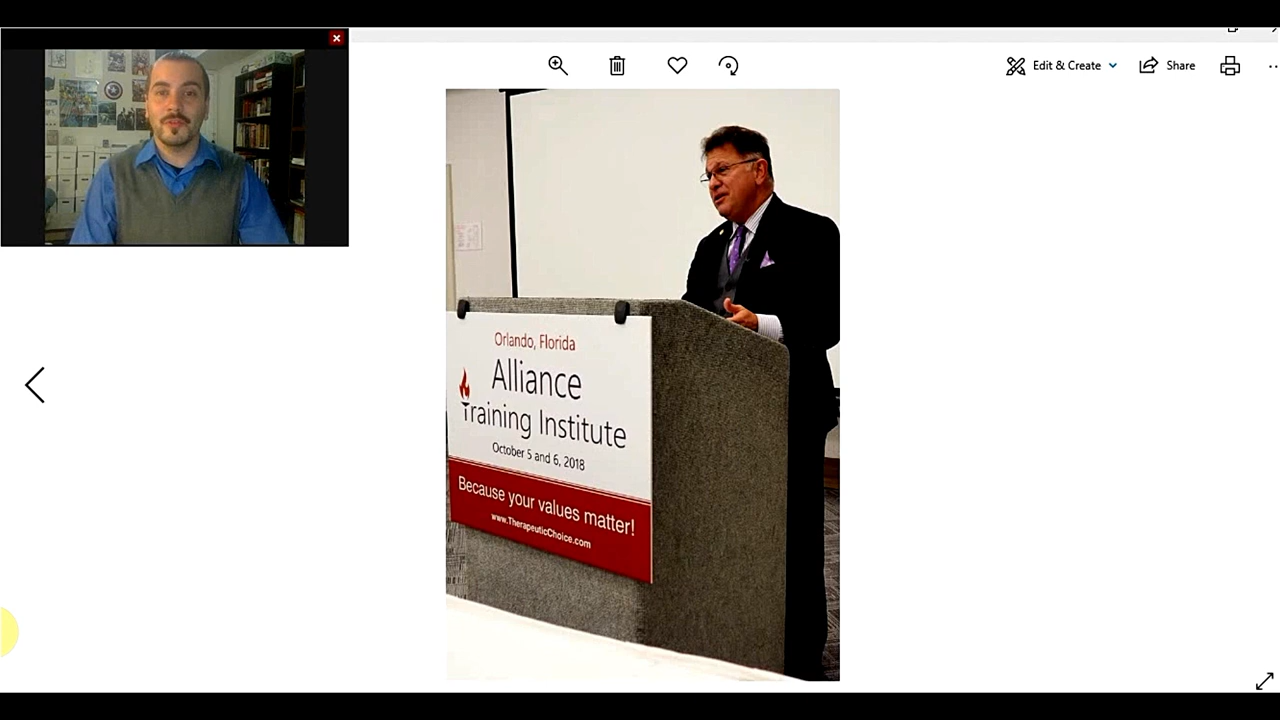 Edit & Create
Share
Orlando, Florida
Alliance
Training Institute
October 5 and 6, 2018
Because your values matter!
www.TherapeuticChoice.com